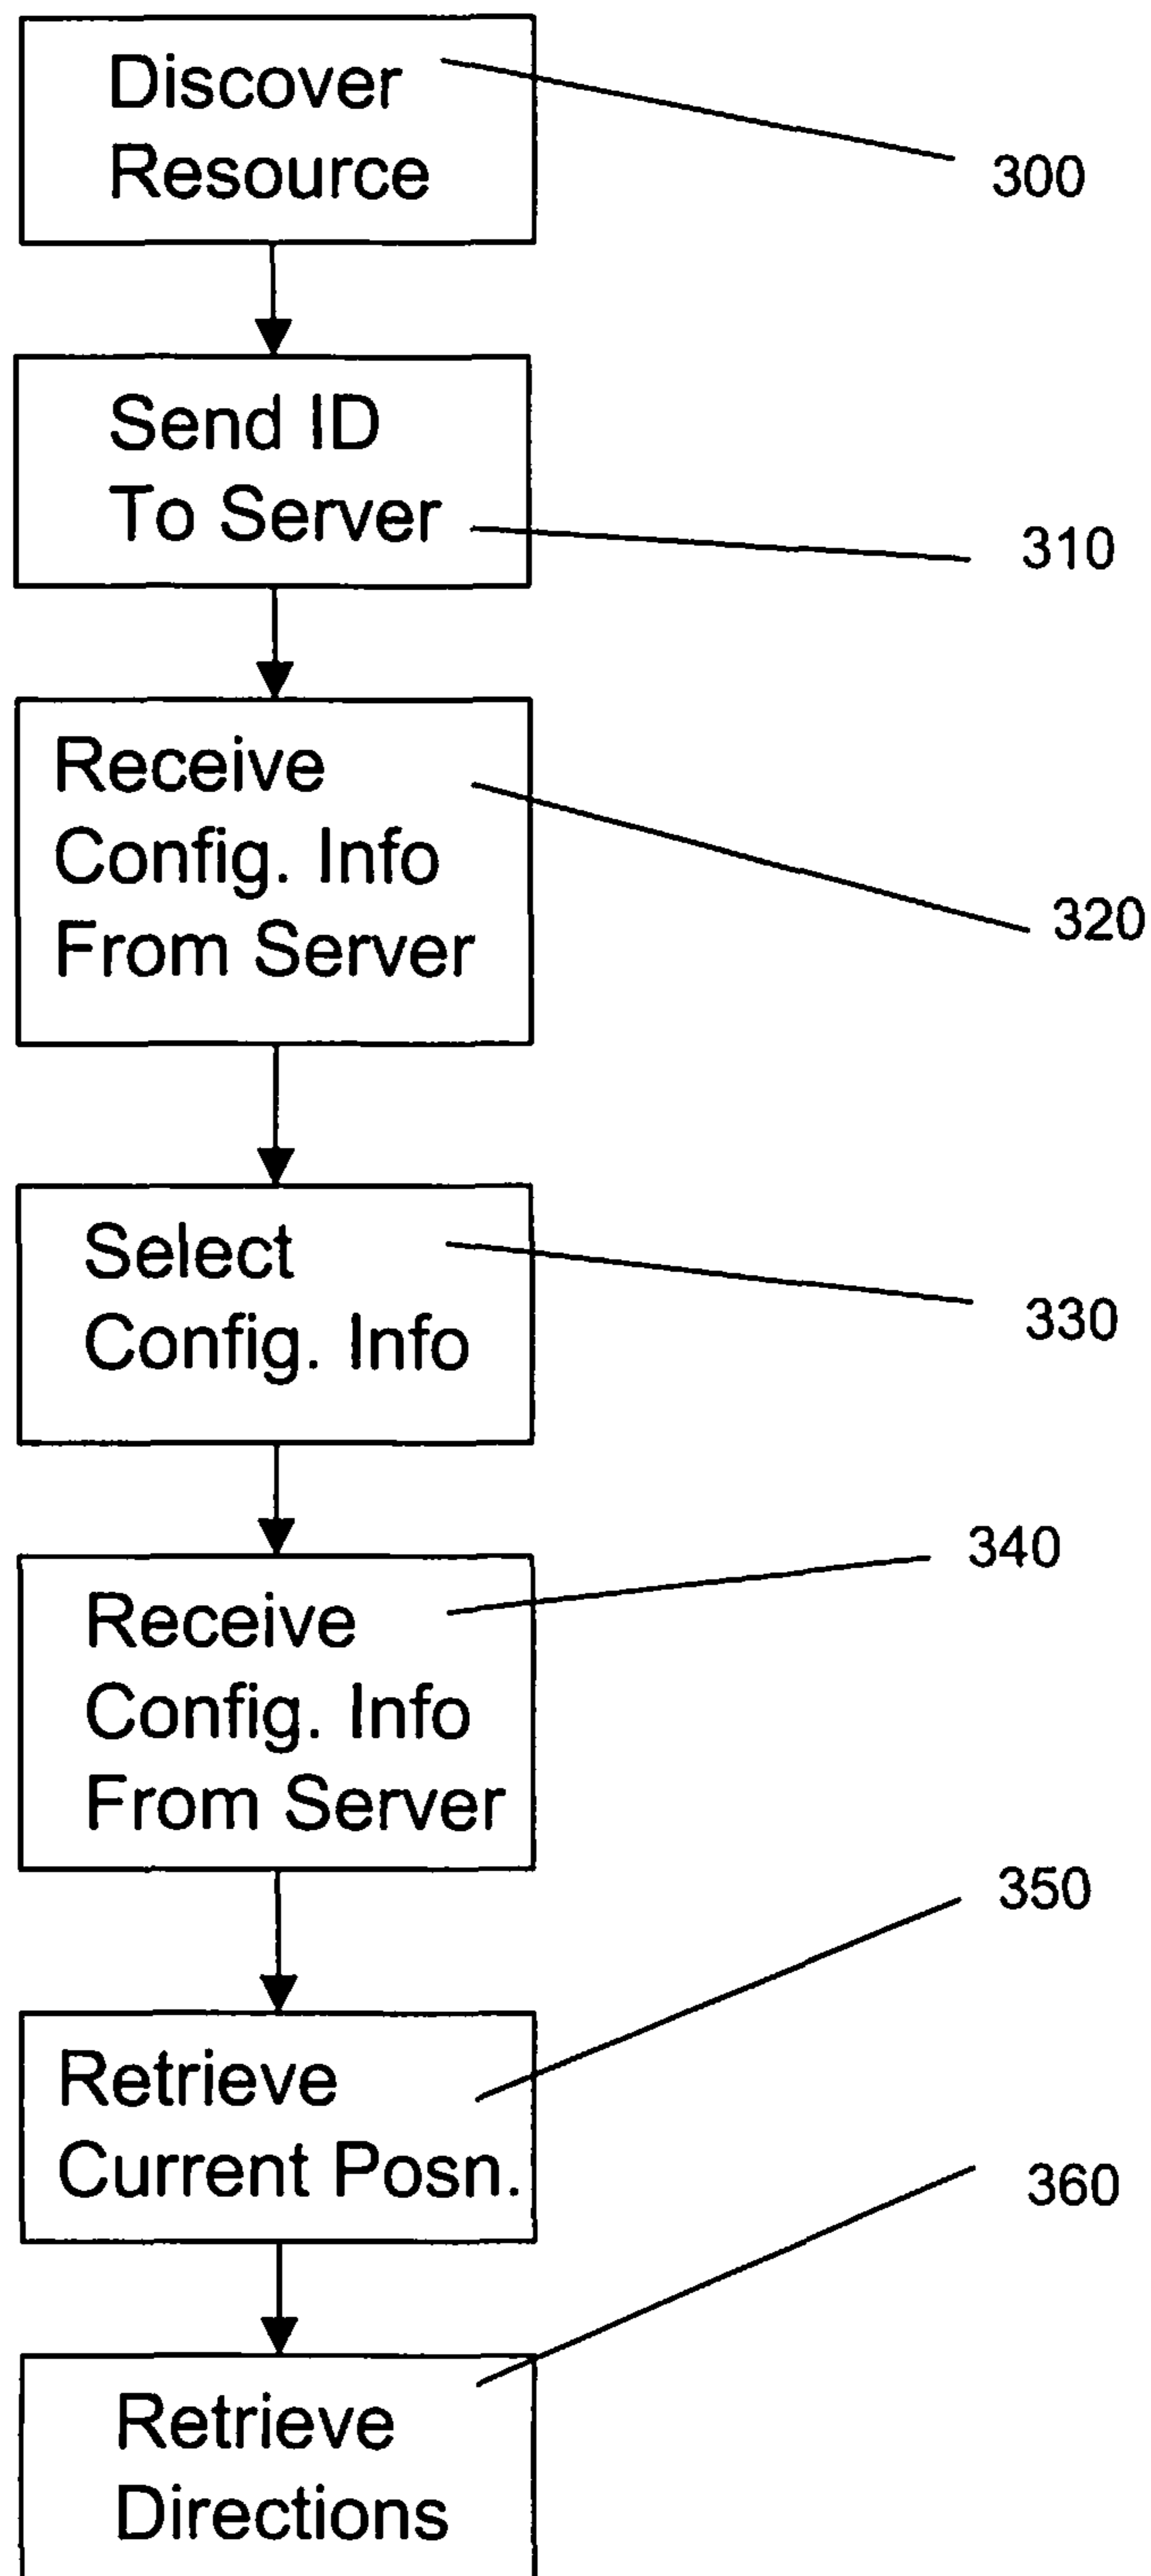 Discover
Resource
300
Send ID
To Server
310
Receive
Config. Info
From Server
320
Select
Config. Info
330
340
Receive
Config. Info
From Server
350
Retrieve
Current Posn.
360
Retrieve
Directions